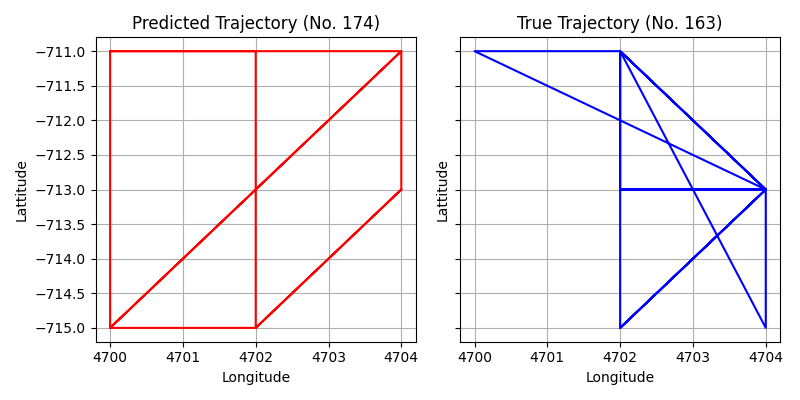 Predicted Trajectory (No. 174)
True Trajectory (No. 163)
−711.0
−711.5
−712.0
−712.5
−713.0
−713.5
−714.0
−714.5
−715.0
Lattitude
Lattitude
4700 4701 4702 4703 4704
4700 4701 4702 4703 4704
Longitude
Longitude